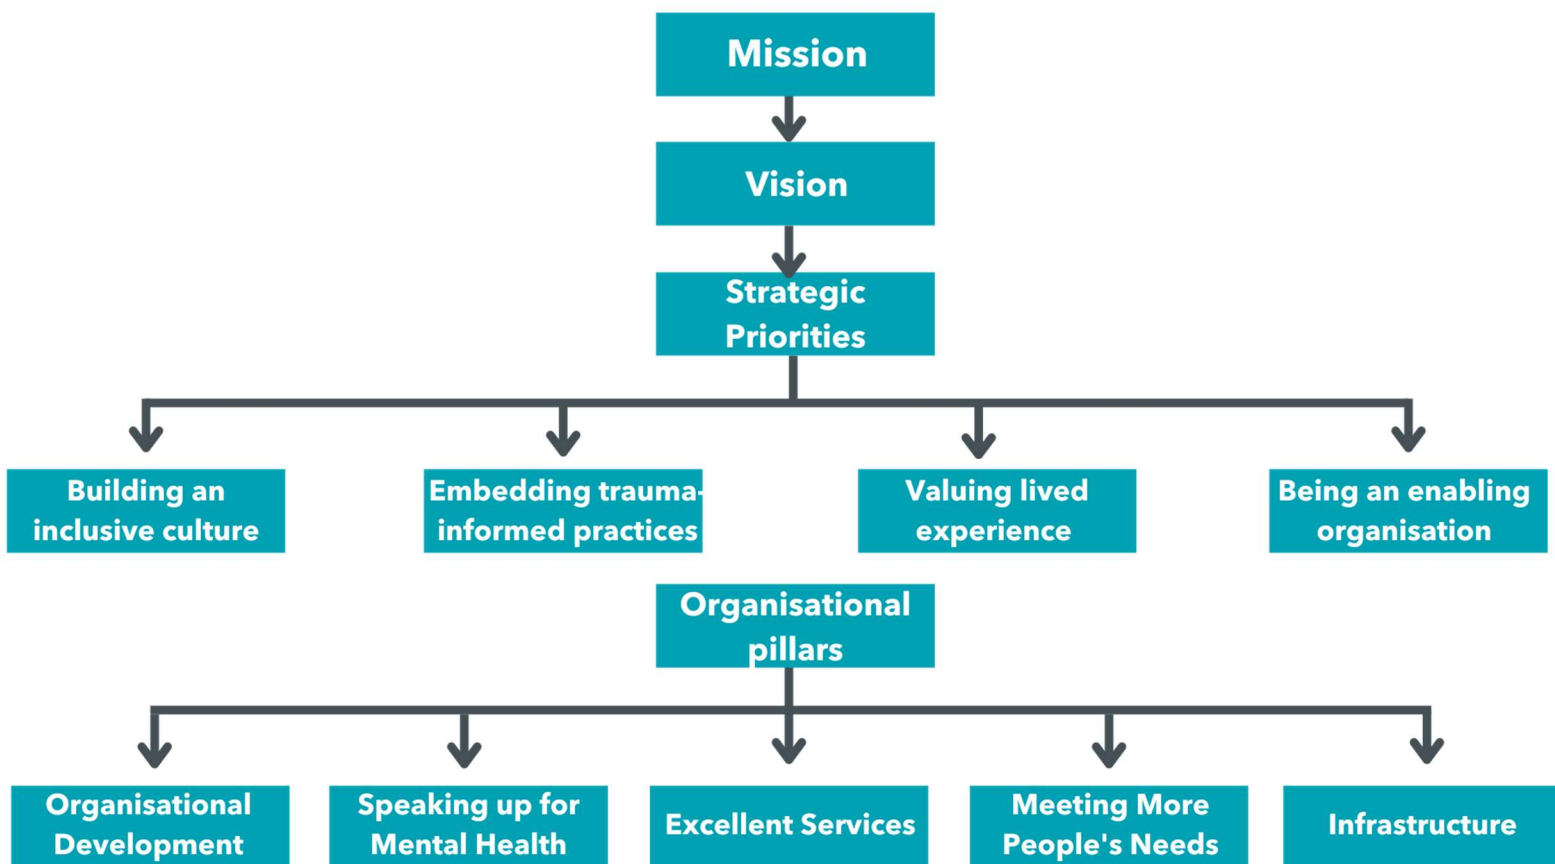 Mission
Vision
Strategic
Priorities
Building an
inclusive culture
Embedding trauma-
informed practices
Valuing lived
experience
Being an enabling
organisation
Organisational
pillars
Organisational
Development
Speaking up for
Mental Health
Excellent Services
Meeting More
People's Needs
Infrastructure